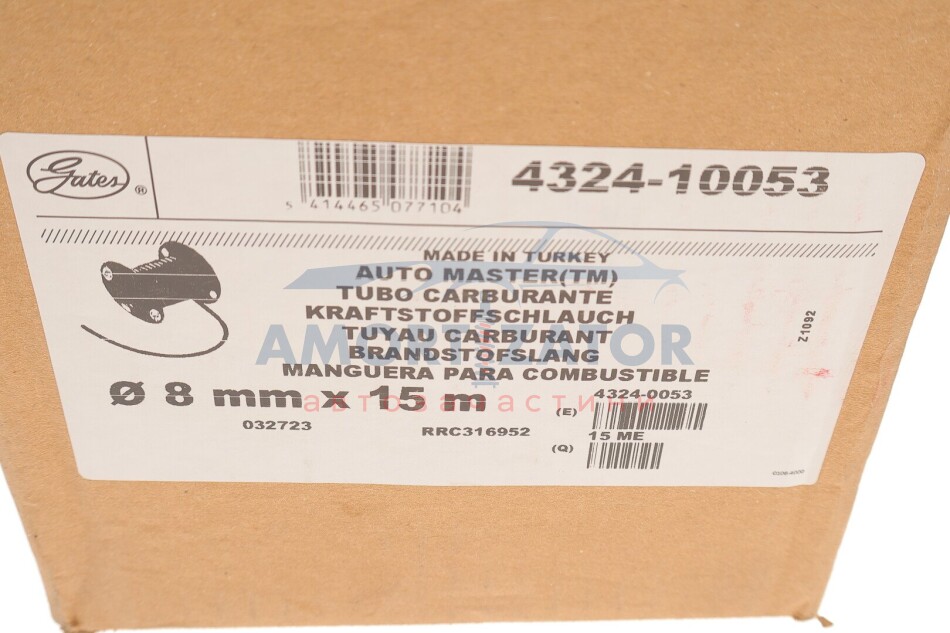 Gates ®
4324-10053
5 414465 077104
MADE IN TURKEY
AUTO MASTER(TM)
TUBO CARBURANTE
KRAFTSTOFFSCHLAUCH
TUYAU CARBURANT
BRANDSTOFSLANG
MANGUERA PARA COMBUSTIBLE
Ø 8 mm x 15 m
4324-0053
(E)
032723
RRC316952
15 ME
(Q)
Z1092
AMORTIZATOR
автозапчастини